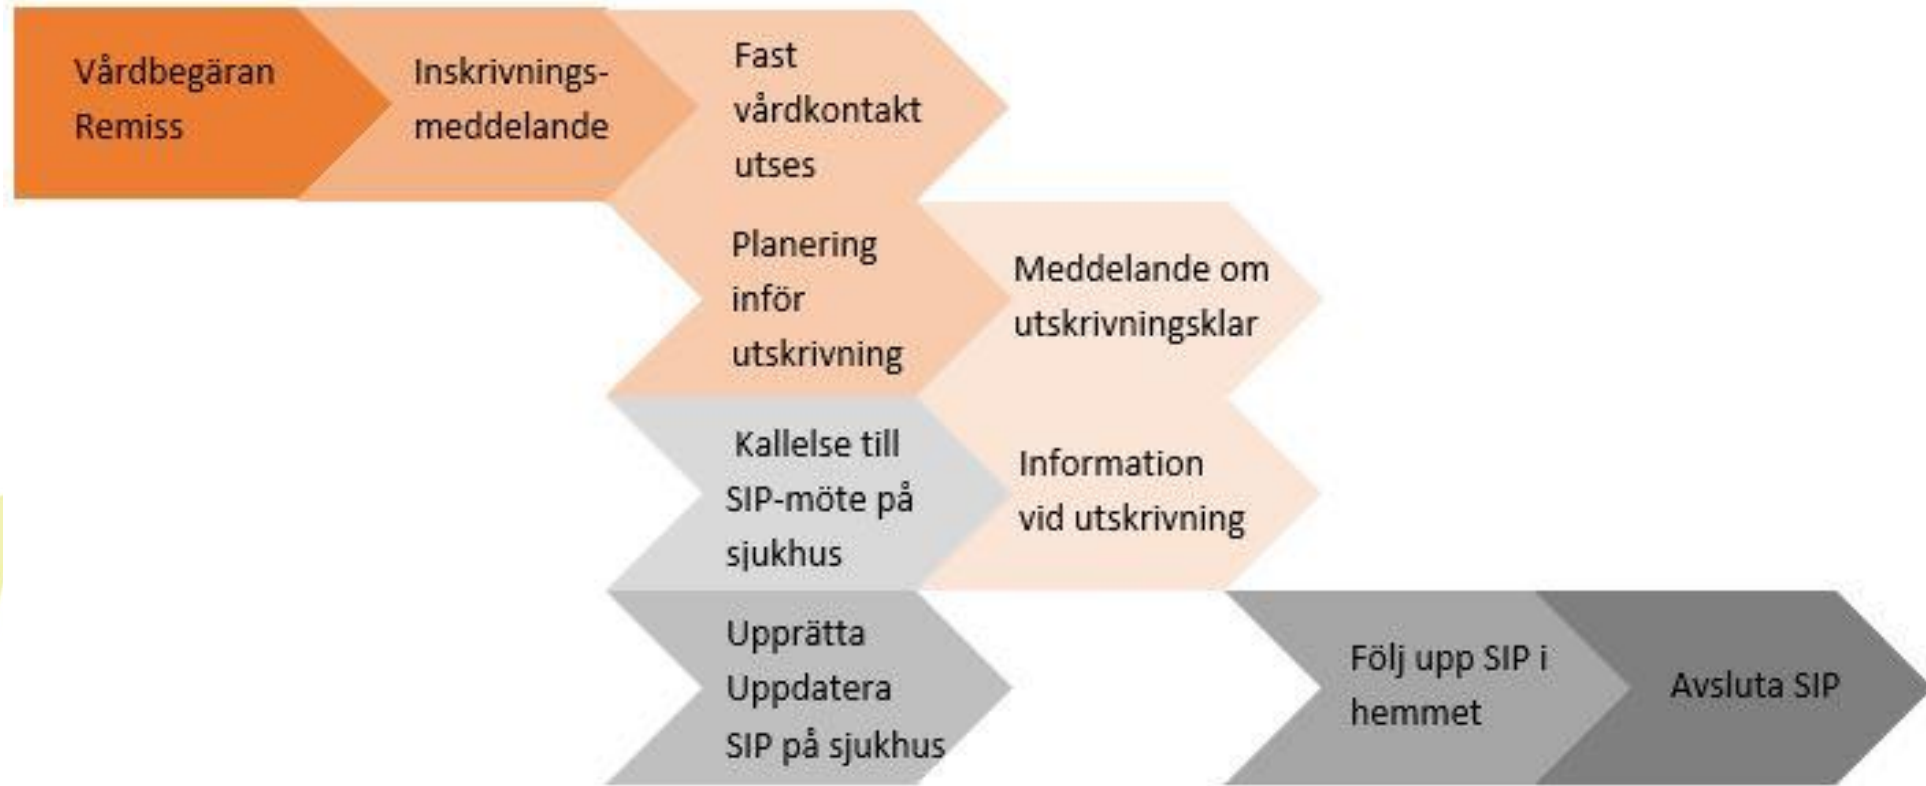 Vårdbegäran
Remiss
Inskrivnings-
meddelande
Fast
vårdkontakt
utses
Planering
inför
utskrivning
Meddelande om
utskrivningsklar
Kallelse till
SIP-möte på
sjukhus
Information
vid utskrivning
Upprätta
Uppdatera
SIP på sjukhus
Följ upp SIP i
hemmet
Avsluta SIP